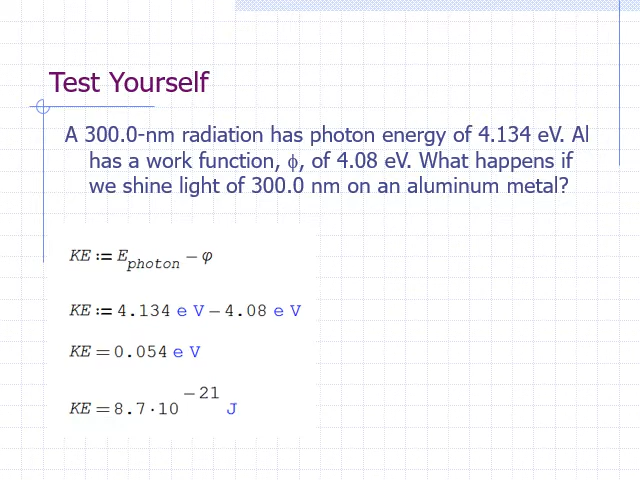 Test Yourself
A 300.0-nm radiation has photon energy of 4.134 eV. Al
has a work function, ϕ, of 4.08 eV. What happens if
we shine light of 300.0 nm on an aluminum metal?
KE := E_photon − φ
KE := 4.134 e V − 4.08 e V
KE = 0.054 e V
KE = 8.7·10^−21 J